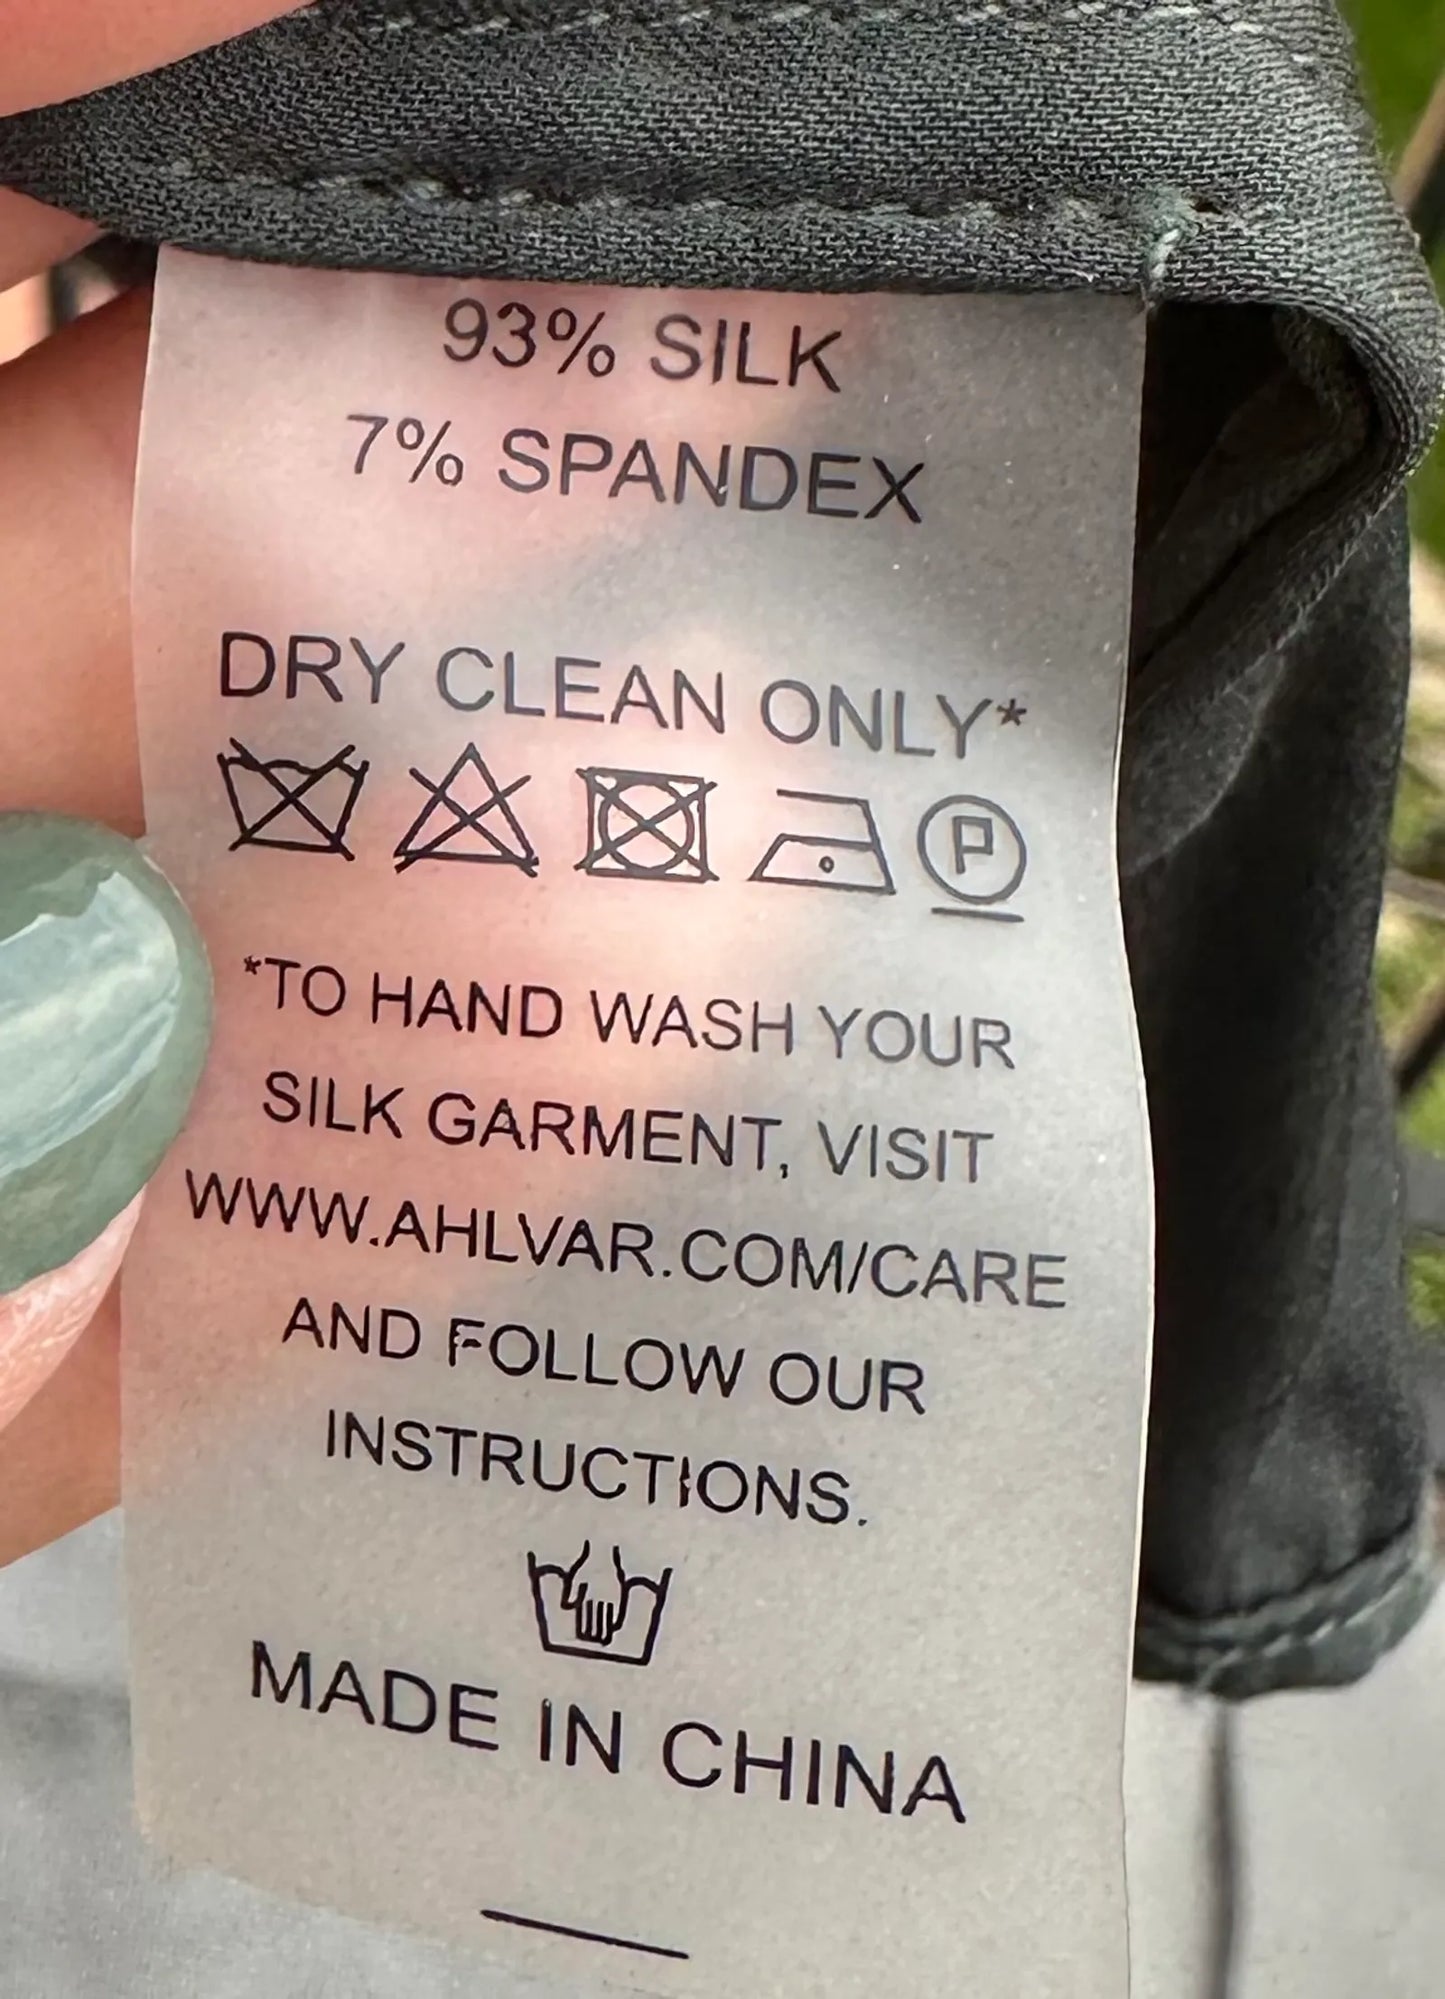 93% SILK
7% SPANDEX
DRY CLEAN ONLY*
P
*TO HAND WASH YOUR
SILK GARMENT, VISIT
WWW.AHLVAR.COM/CARE
AND FOLLOW OUR
INSTRUCTIONS.
MADE IN CHINA